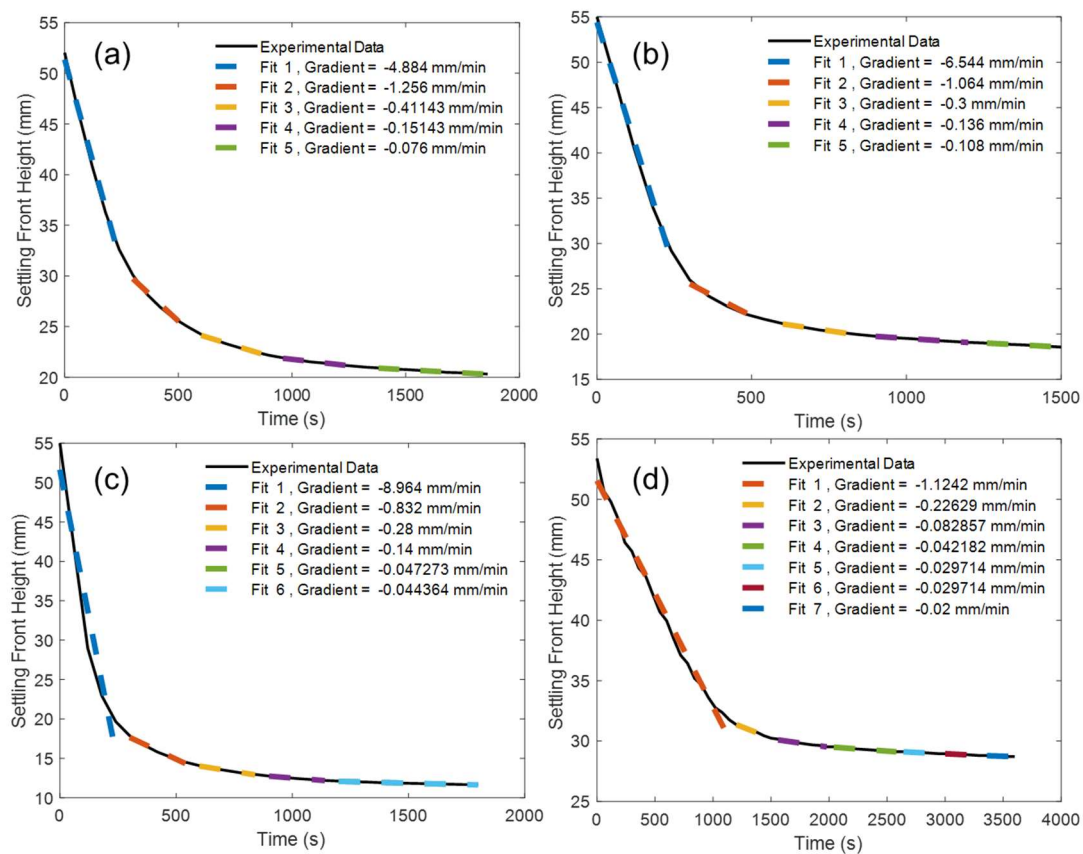 (a)
Experimental Data
Fit 1 , Gradient = -4.884 mm/min
Fit 2 , Gradient = -1.256 mm/min
Fit 3 , Gradient = -0.41143 mm/min
Fit 4 , Gradient = -0.15143 mm/min
Fit 5 , Gradient = -0.076 mm/min
Settling Front Height (mm)
55
50
45
40
35
30
25
20
0 500 1000 1500 2000
Time (s)
(b)
Experimental Data
Fit 1 , Gradient = -6.544 mm/min
Fit 2 , Gradient = -1.064 mm/min
Fit 3 , Gradient = -0.3 mm/min
Fit 4 , Gradient = -0.136 mm/min
Fit 5 , Gradient = -0.108 mm/min
Settling Front Height (mm)
55
50
45
40
35
30
25
20
15
0 500 1000 1500
Time (s)
(c)
Experimental Data
Fit 1 , Gradient = -8.964 mm/min
Fit 2 , Gradient = -0.832 mm/min
Fit 3 , Gradient = -0.28 mm/min
Fit 4 , Gradient = -0.14 mm/min
Fit 5 , Gradient = -0.047273 mm/min
Fit 6 , Gradient = -0.044364 mm/min
Settling Front Height (mm)
55
50
45
40
35
30
25
20
15
10
0 500 1000 1500 2000
Time (s)
(d)
Experimental Data
Fit 1 , Gradient = -1.1242 mm/min
Fit 2 , Gradient = -0.22629 mm/min
Fit 3 , Gradient = -0.082857 mm/min
Fit 4 , Gradient = -0.042182 mm/min
Fit 5 , Gradient = -0.029714 mm/min
Fit 6 , Gradient = -0.029714 mm/min
Fit 7 , Gradient = -0.02 mm/min
Settling Front Height (mm)
55
50
45
40
35
30
25
0 500 1000 1500 2000 2500 3000 3500 4000
Time (s)